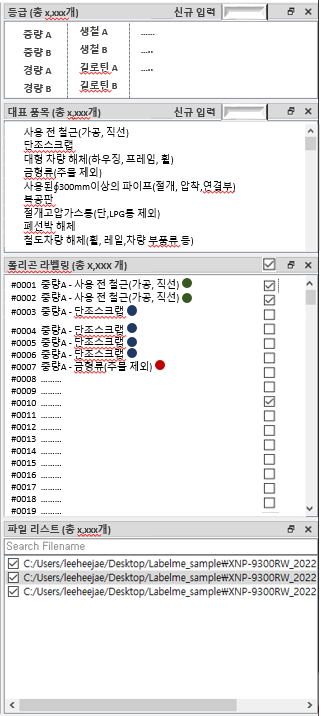 등급 (총 x,xxx개) 신규 입력
중량 A 생철 A ......
중량 B 생철 B .....
경량 A 길로틴 A ....
경량 B 길로틴 B
대표 품목 (총 x,xxx개) 신규 입력
사용 전 철근(가공, 직선)
단조스크랩
대형 차량 해체(하우징, 프레임, 휠)
금형류(주물 제외)
사용된∮300mm이상의 파이프(절개, 압착,연결부)
복공판
절개고압가스통(단,LPG통 제외)
폐선박 해체
철도차량 해체(휠, 레일,차량 부품류 등)
폴리곤 라벨링 (총 x,xxx 개)
#0001 중량A - 사용 전 철근(가공, 직선)
#0002 중량A - 사용 전 철근(가공, 직선)
#0003 중량A - 단조스크랩
#0004 중량A - 단조스크랩
#0005 중량A - 단조스크랩
#0006 중량A - 단조스크랩
#0007 중량A - 금형류(주물 제외)
#0008 .........
#0009 .........
#0010 .........
#0011 .........
#0012 .........
#0013 .........
#0014 .........
#0015 .........
#0016 .........
#0017 .........
#0018 .........
#0019 .........
파일 리스트 (총 x,xxx개)
Search Filename
C:/Users/leeheejae/Desktop/Labelme_sample₩XNP-9300RW_2022
C:/Users/leeheejae/Desktop/Labelme_sample₩XNP-9300RW_2022
C:/Users/leeheejae/Desktop/Labelme_sample₩XNP-9300RW_2022